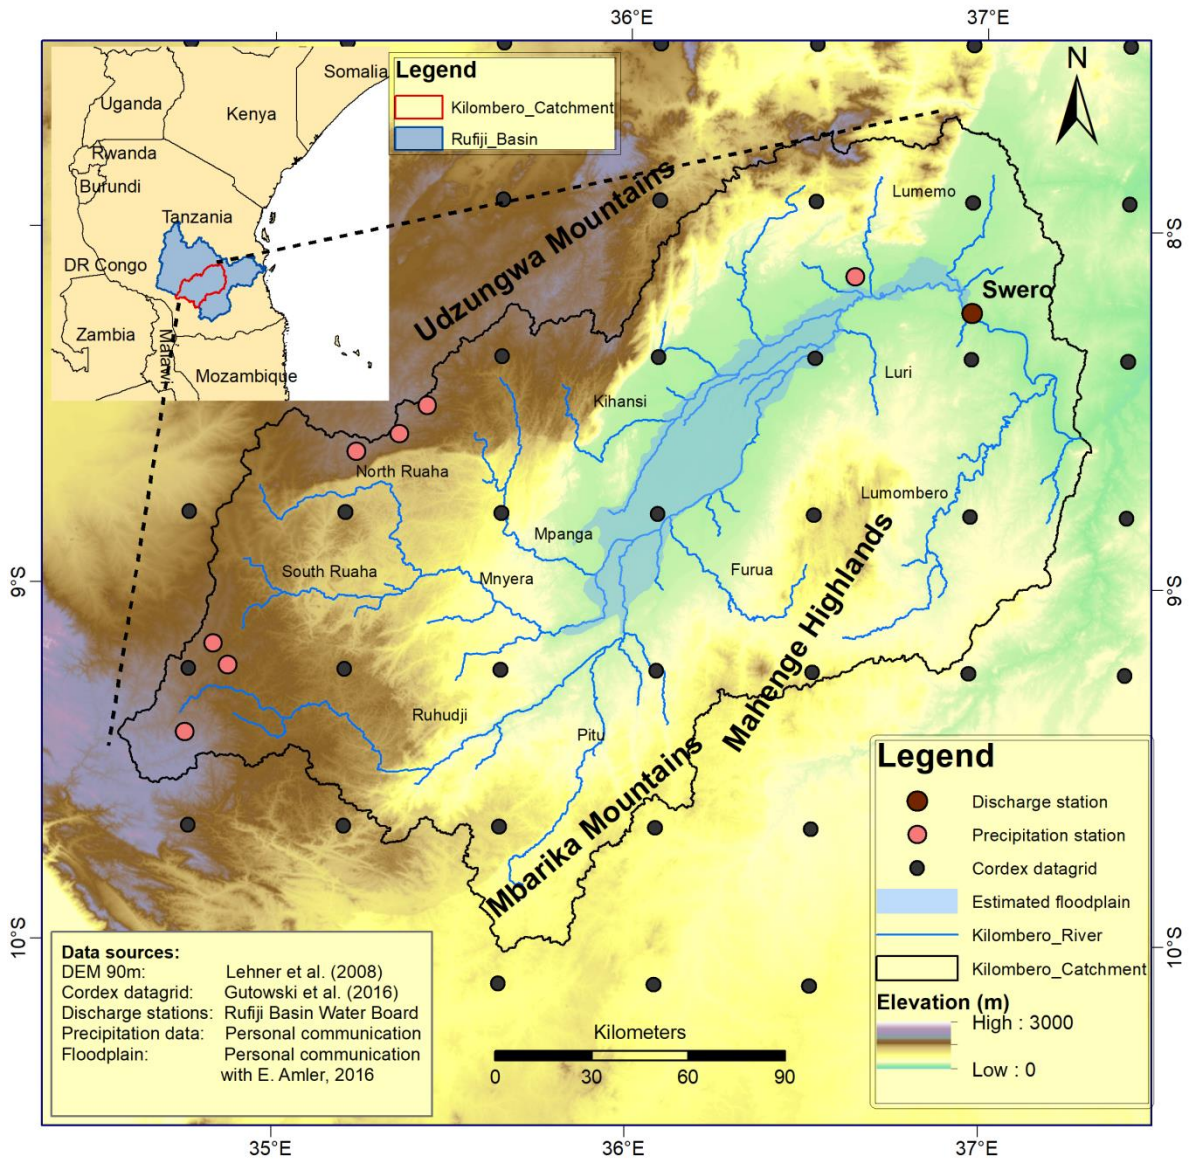 36°E
37°E
Somalia
Uganda
Kenya
Rwanda
Burundi
Tanzania
DR Congo
Zambia
Malawi
Mozambique
Legend
Kilombero_Catchment
Rufiji_Basin
N
8°S
8°S
Udzungwa Mountains
Lumemo
Swero
Luri
Kihansi
North Ruaha
Lumombero
Mpanga
South Ruaha
Mnyera
Furua
9°S
9°S
Mahenge Highlands
Ruhudji
Pitu
Mbarika Mountains
Legend
Discharge station
Precipitation station
Cordex datagrid
Estimated floodplain
Kilombero_River
Kilombero_Catchment
Elevation (m)
High : 3000
Low : 0
10°S
10°S
Data sources:
DEM 90m: Lehner et al. (2008)
Cordex datagrid: Gutowski et al. (2016)
Discharge stations: Rufiji Basin Water Board
Precipitation data: Personal communication
Floodplain: Personal communication
with E. Amler, 2016
Kilometers
0 30 60 90
35°E
36°E
37°E